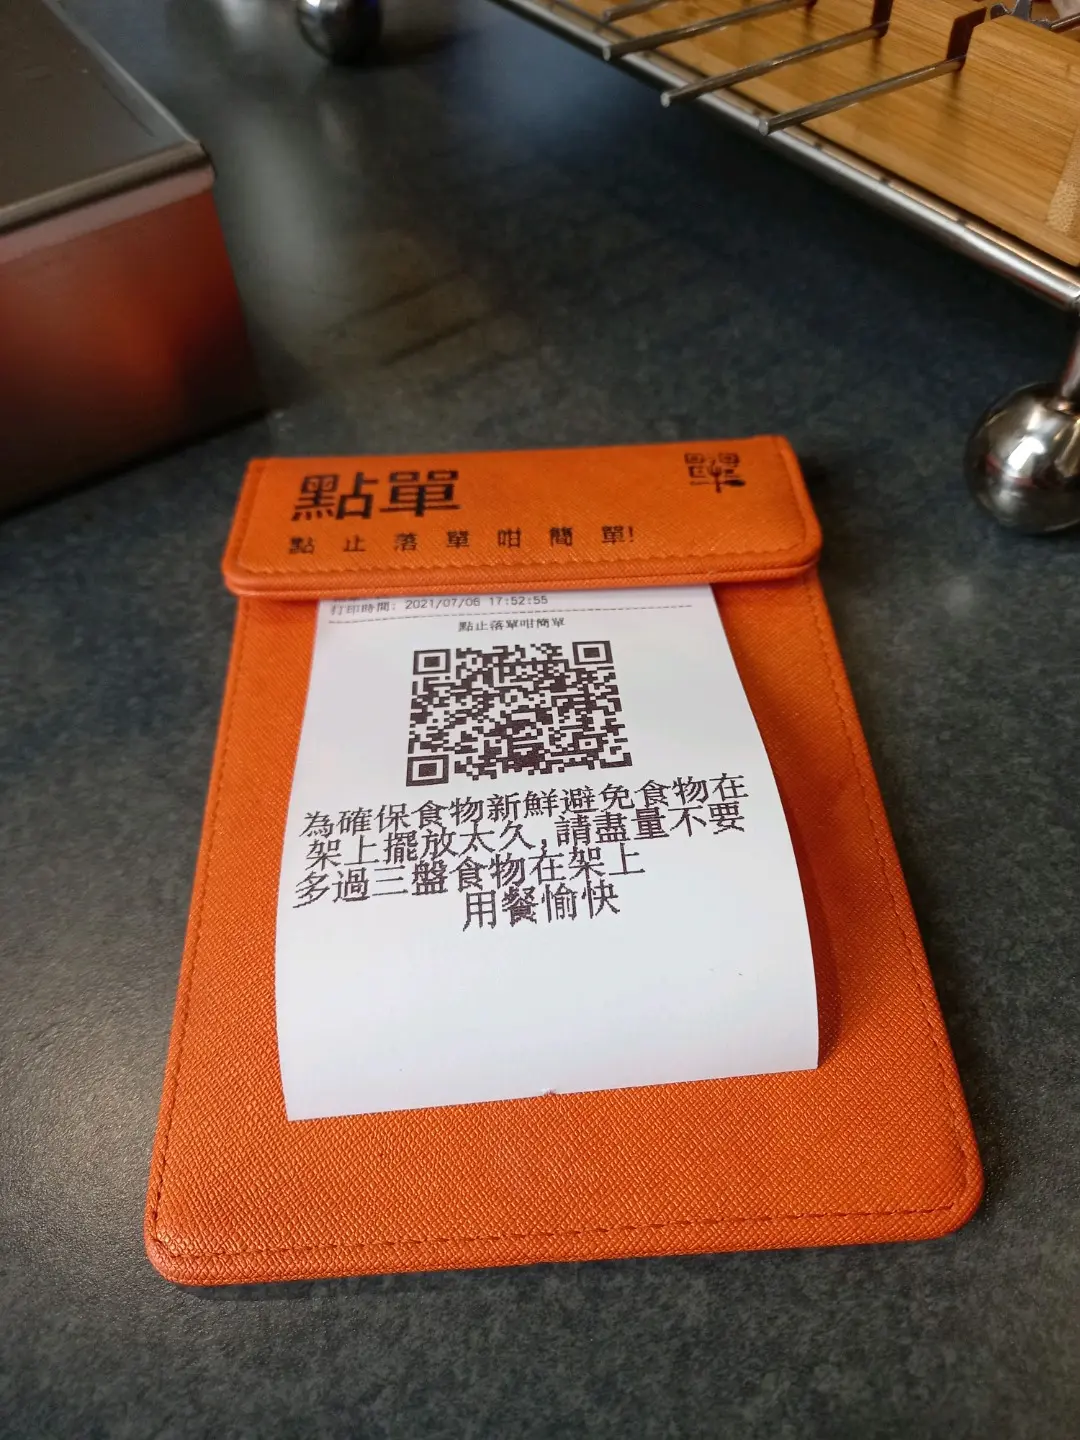 點單
點止落單咁簡單!
打印時間: 2021/07/06 17:52:55
點止落單咁簡單
為確保食物新鮮避免食物在
架上擺放太久,請盡量不要
多過三盤食物在架上
用餐愉快